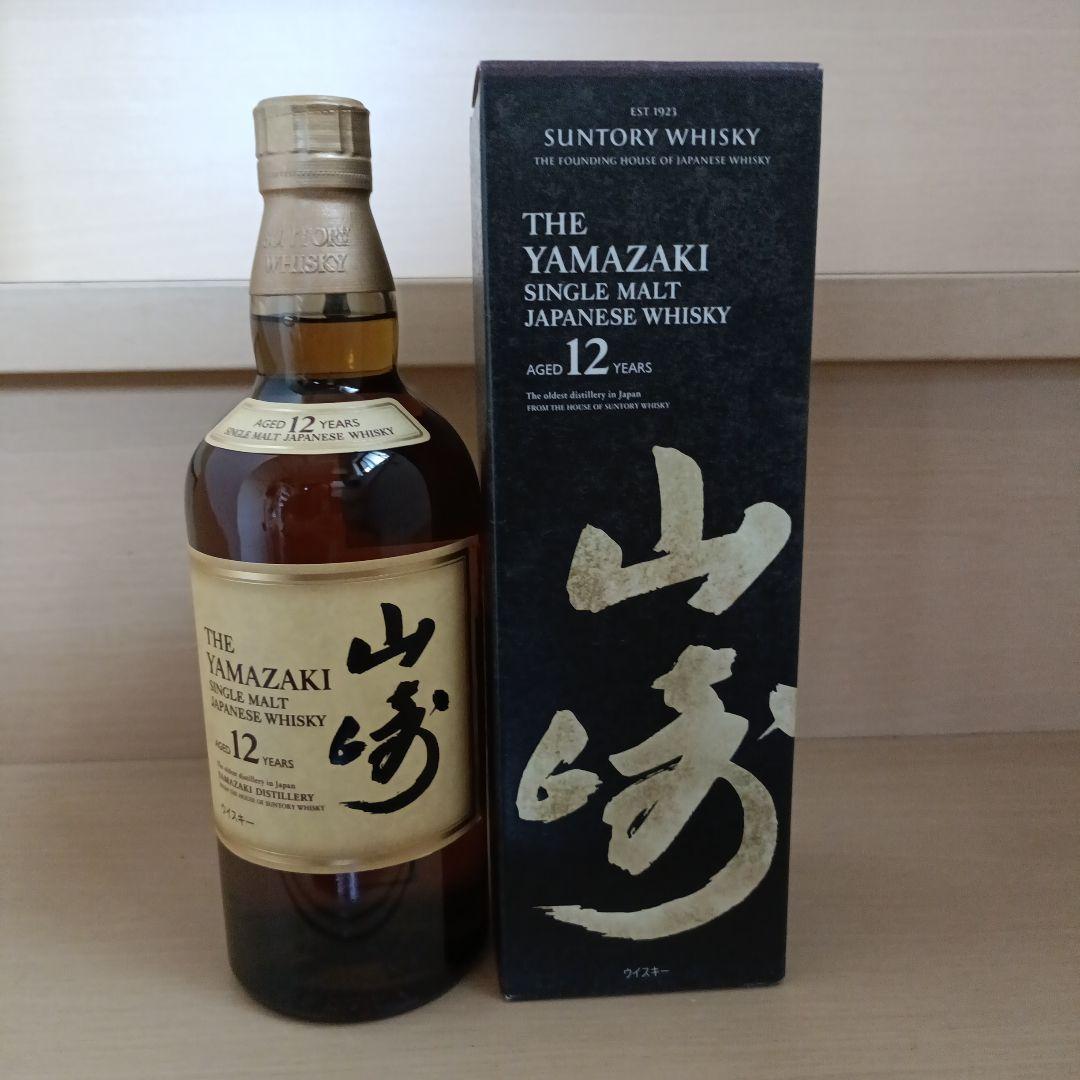 SUNTORY
WHISKY
AGED 12 YEARS
SINGLE MALT JAPANESE WHISKY
THE
YAMAZAKI
SINGLE MALT
JAPANESE WHISKY
AGED 12 YEARS
The oldest distillery in Japan
YAMAZAKI DISTILLERY
FROM THE HOUSE OF SUNTORY WHISKY
ウイスキー
山崎
EST 1923
SUNTORY WHISKY
THE FOUNDING HOUSE OF JAPANESE WHISKY
THE
YAMAZAKI
SINGLE MALT
JAPANESE WHISKY
AGED 12 YEARS
The oldest distillery in Japan
FROM THE HOUSE OF SUNTORY WHISKY
山崎
ウイスキー